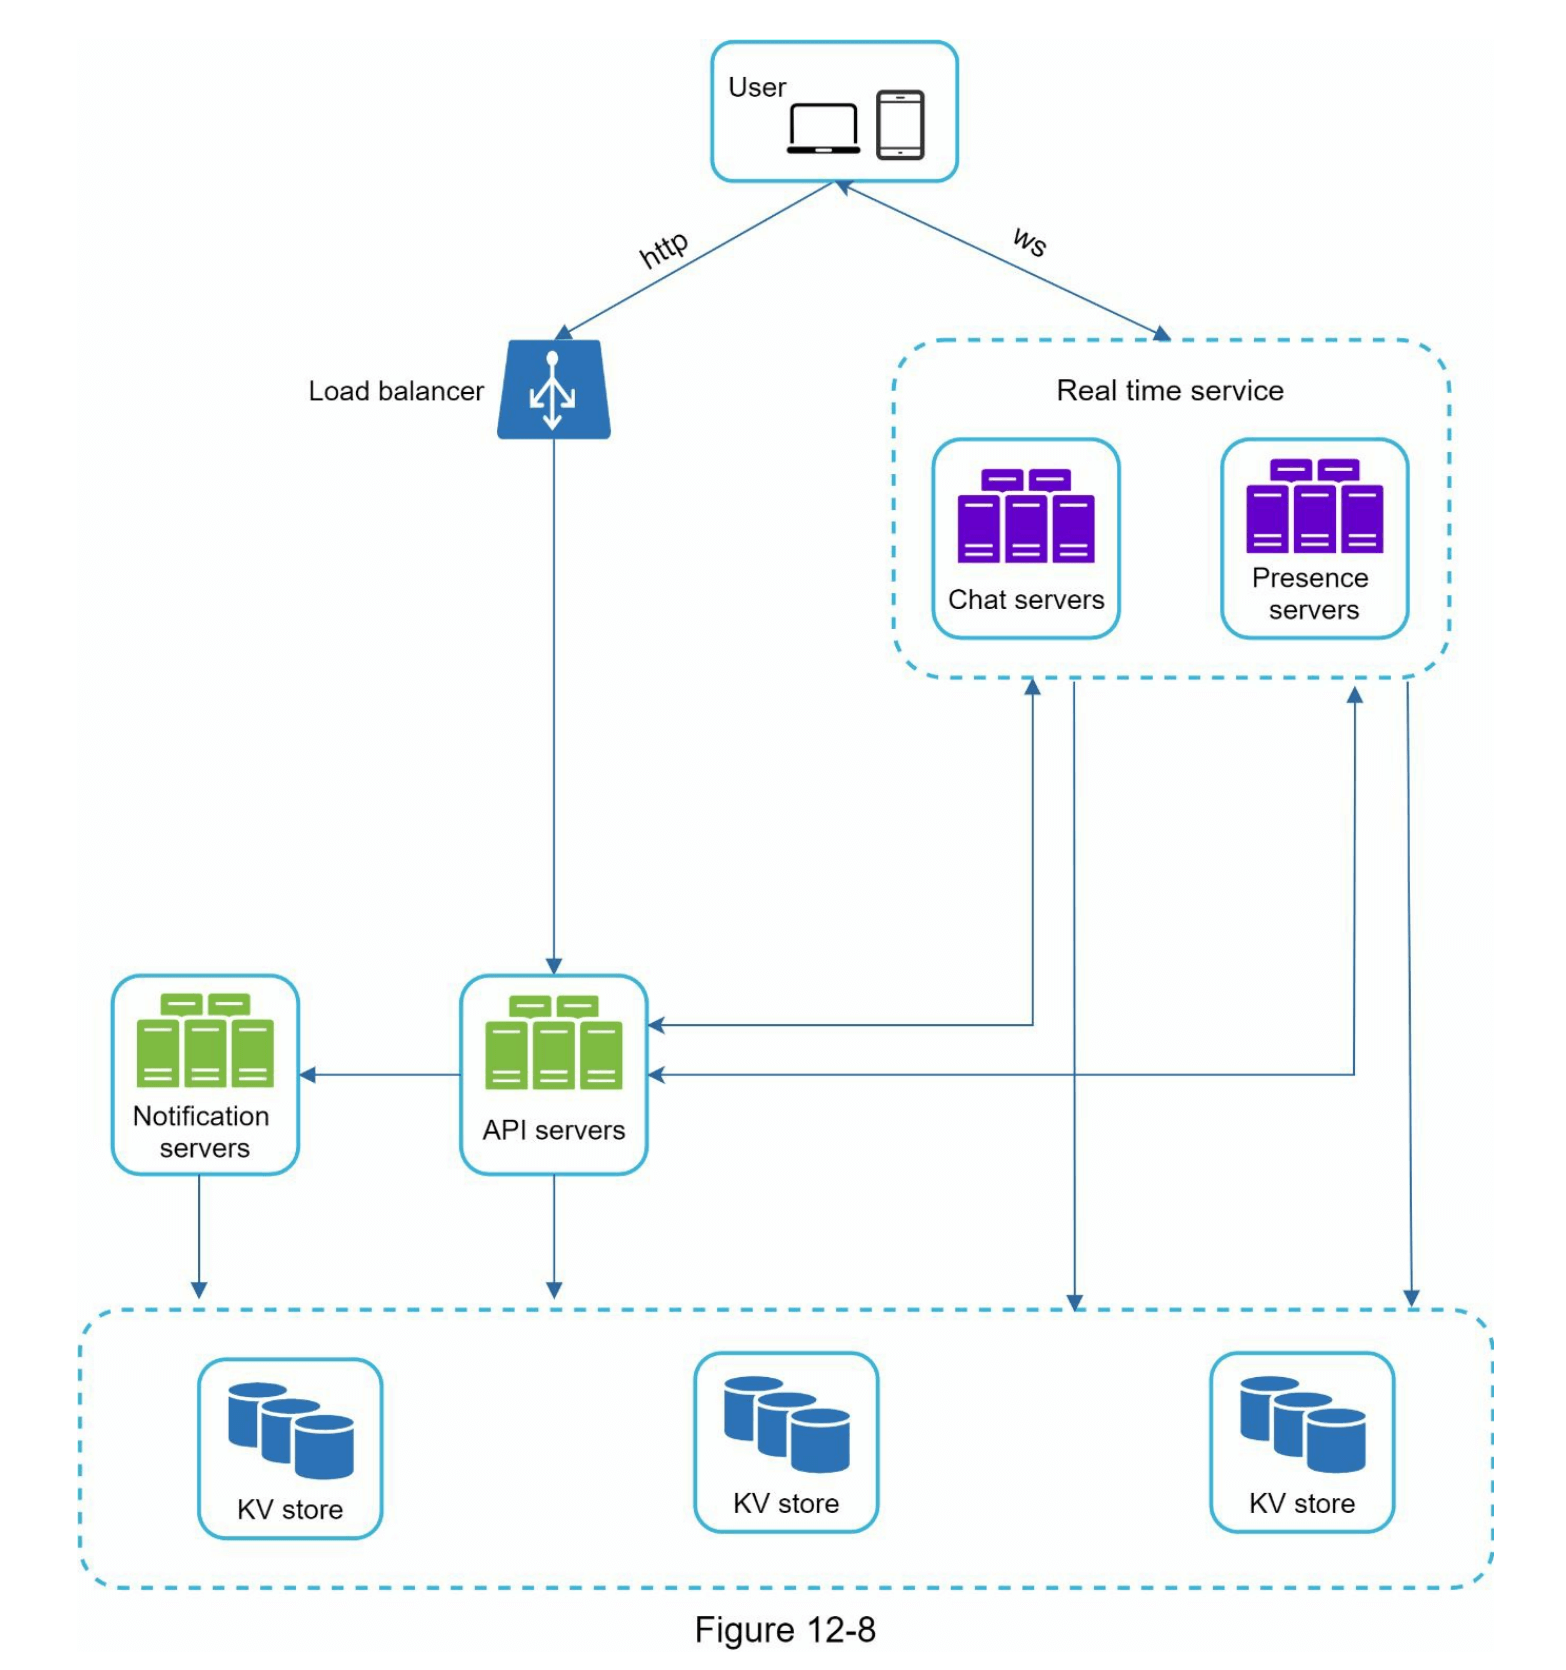 User
http
ws
Load balancer
Real time service
Chat servers
Presence
servers
Notification
servers
API servers
KV store
KV store
KV store
Figure 12-8